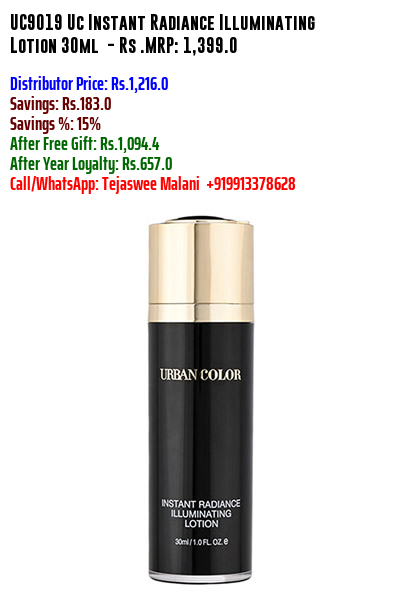 UC9019 Uc Instant Radiance Illuminating
Lotion 30ml - Rs .MRP: 1,399.0
Distributor Price: Rs.1,216.0
Savings: Rs.183.0
Savings %: 15%
After Free Gift: Rs.1,094.4
After Year Loyalty: Rs.657.0
Call/WhatsApp: Tejaswee Malani +919913378628
URBAN COLOR
INSTANT RADIANCE
ILLUMINATING
LOTION
30ml / 1.0 FL. OZ. e